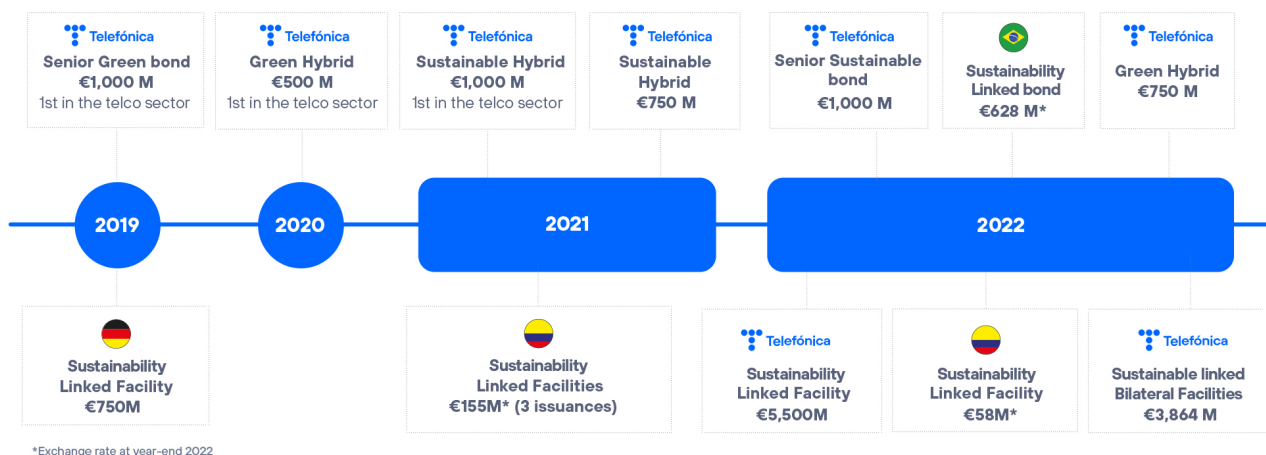 Telefónica
Senior Green bond
€1,000 M
1st in the telco sector
Telefónica
Green Hybrid
€500 M
1st in the telco sector
Telefónica
Sustainable Hybrid
€1,000 M
1st in the telco sector
Telefónica
Sustainable
Hybrid
€750 M
Telefónica
Senior Sustainable
bond
€1,000 M
Sustainability
Linked bond
€628 M*
Telefónica
Green Hybrid
€750 M
2019
2020
2021
2022
Sustainability
Linked Facility
€750M
Sustainability
Linked Facilities
€155M* (3 issuances)
Telefónica
Sustainability
Linked Facility
€5,500M
Sustainability
Linked Facility
€58M*
Telefónica
Sustainable linked
Bilateral Facilities
€3,864 M
*Exchange rate at year-end 2022